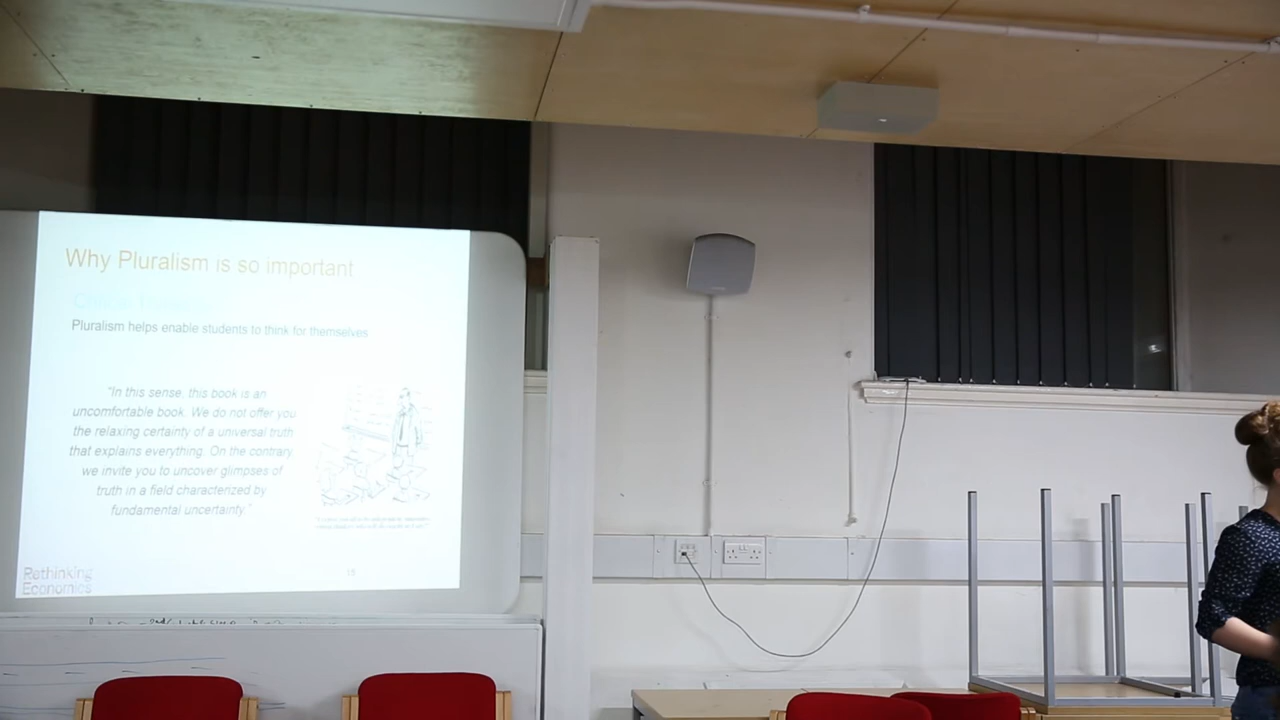 Why Pluralism is so important
Pluralism helps enable students to think for themselves
"In this sense, this book is an
uncomfortable book. We do not offer you
the relaxing certainty of a universal truth
that explains everything. On the contrary,
we invite you to uncover glimpses of
truth in a field characterized by
fundamental uncertainty."
Rethinking
Economics
15